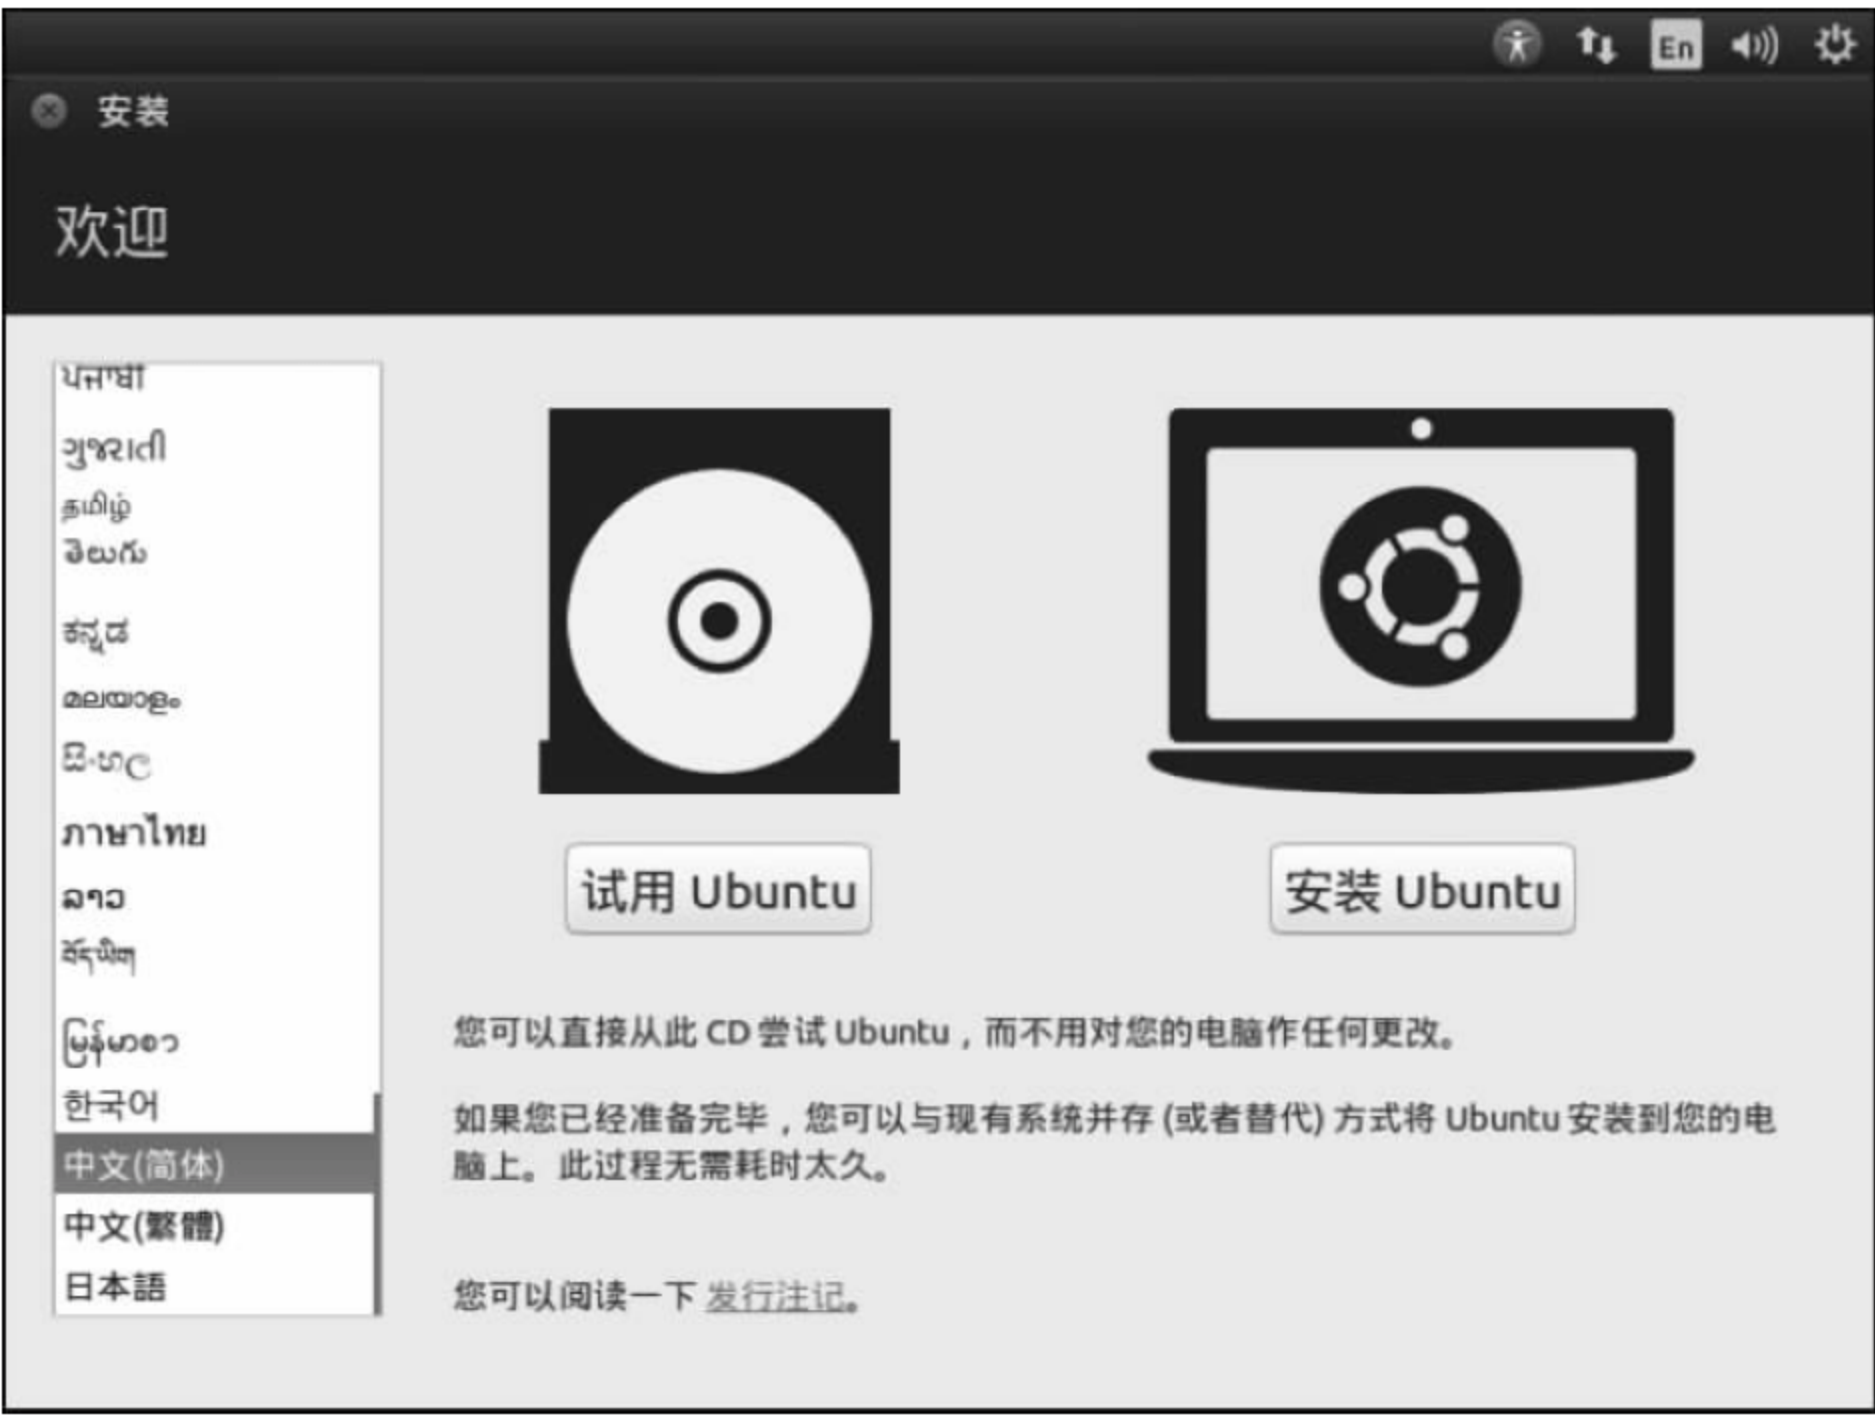 En
安装
欢迎
ਪੰਜਾਬੀ
ગુજરાતી
தமிழ்
తెలుగు
ಕನ್ನಡ
മലയാളം
සිංහල
ภาษาไทย
ລາວ
བོད་ཡིག
မြန်မာစာ
한국어
中文(简体)
中文(繁體)
日本語
试用 Ubuntu
安装 Ubuntu
您可以直接从此 CD 尝试 Ubuntu，而不用对您的电脑作任何更改。
如果您已经准备完毕，您可以与现有系统并存 (或者替代) 方式将 Ubuntu 安装到您的电
脑上。此过程无需耗时太久。
您可以阅读一下 发行注记。